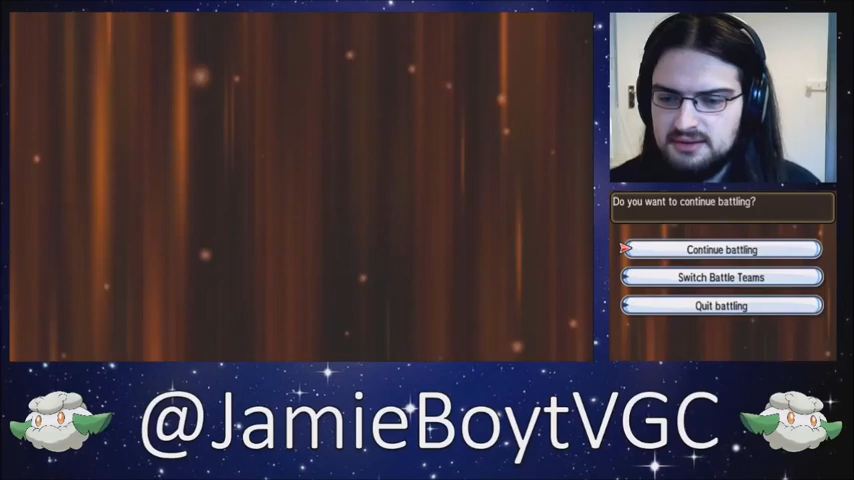 Do you want to continue battling?
Continue battling
Switch Battle Teams
Quit battling
@JamieBoytVGC